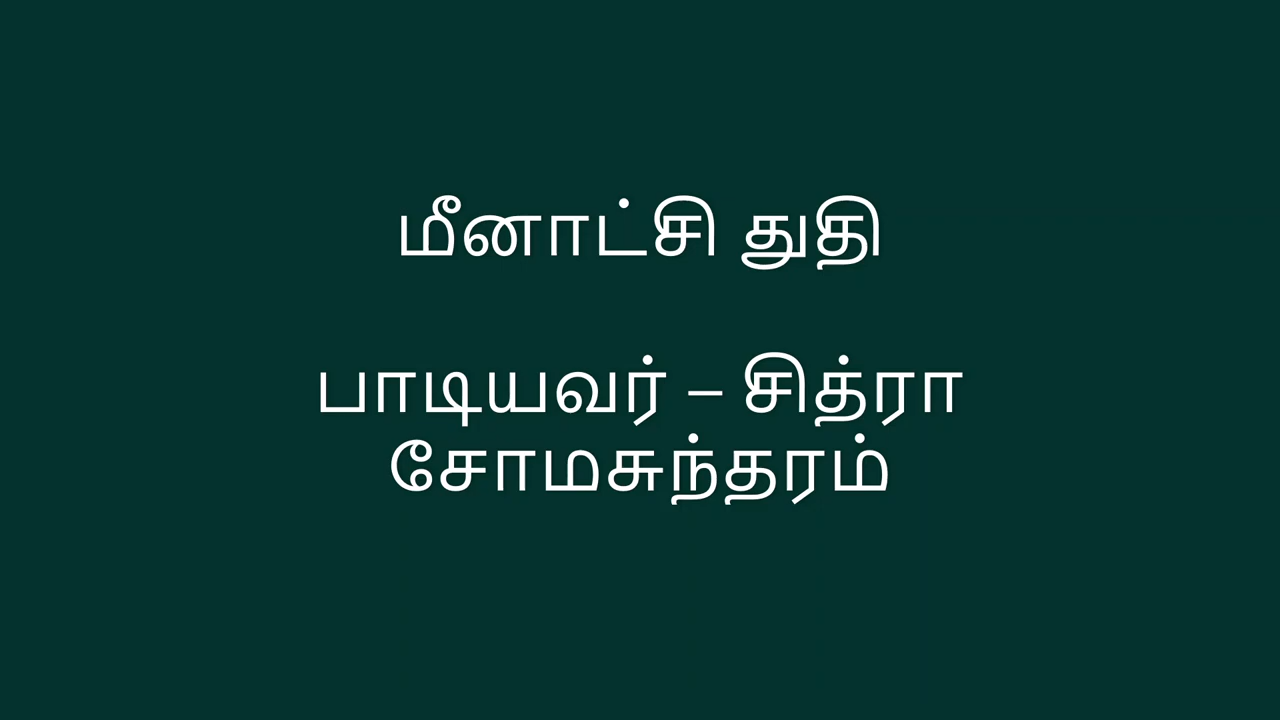 மீனாட்சி துதி
பாடியவர் – சித்ரா
சோமசுந்தரம்